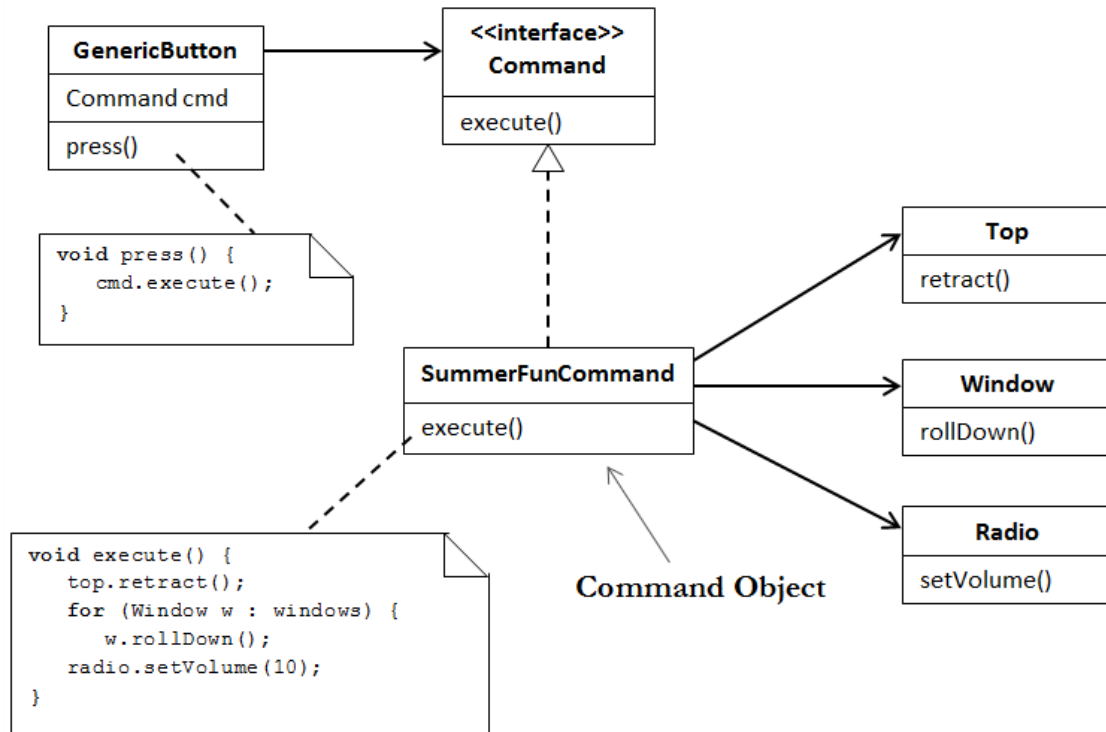 GenericButton
Command cmd
press()
<<interface>>
Command
execute()
void press() {
cmd.execute();
}
Top
retract()
SummerFunCommand
execute()
Window
rollDown()
Radio
setVolume()
Command Object
void execute() {
top.retract();
for (Window w : windows) {
w.rollDown();
radio.setVolume(10);
}